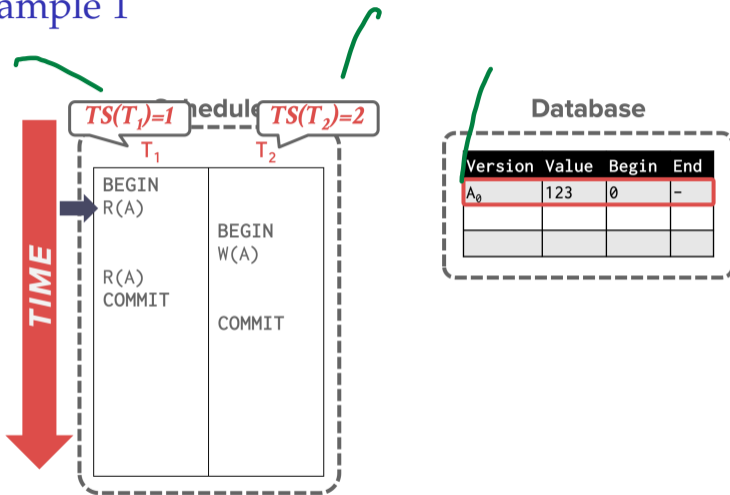 ample 1
Schedule
TS(T₁)=1
TS(T₂)=2
T₁
T₂
BEGIN
R(A)
BEGIN
W(A)
R(A)
COMMIT
COMMIT
TIME
Database
Version Value Begin End
A₀ 123 0 –